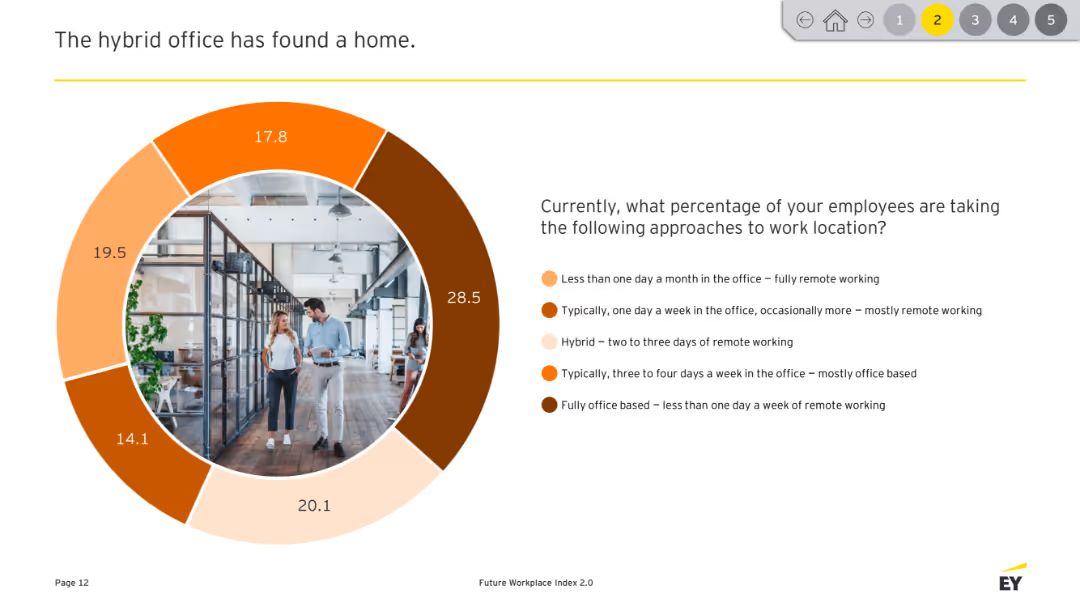 The hybrid office has found a home.
1 2 3 4 5
17.8
19.5
28.5
14.1
20.1
Currently, what percentage of your employees are taking
the following approaches to work location?
Less than one day a month in the office – fully remote working
Typically, one day a week in the office, occasionally more – mostly remote working
Hybrid – two to three days of remote working
Typically, three to four days a week in the office – mostly office based
Fully office based – less than one day a week of remote working
Page 12
Future Workplace Index 2.0
EY